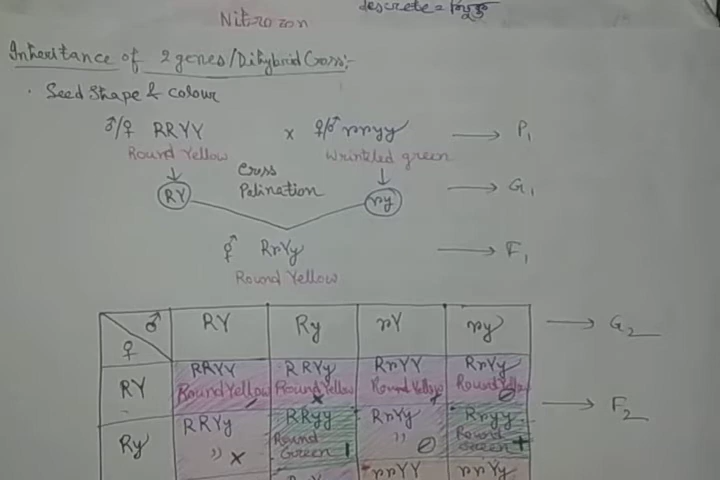 Nitrozon
descrete =
Inheritance of 2 genes/Dihybrid Cross:-
· Seed Shape & colour
♂/♀ RRYY x ♀/♂ rryy → P1
Round Yellow Wrinkled green
Cross
Pollination
RY ry → G1
⚥ RrYy → F1
Round Yellow
♂ ♀ RY Ry rY ry → G2
RY RRYY RRYy RrYY RrYy → F2
Round Yellow Round Yellow Round Yellow Round Yellow
Ry RRYy RRyy RrYy Rryy
" x Round Green " Round Green
rrYY rrYy